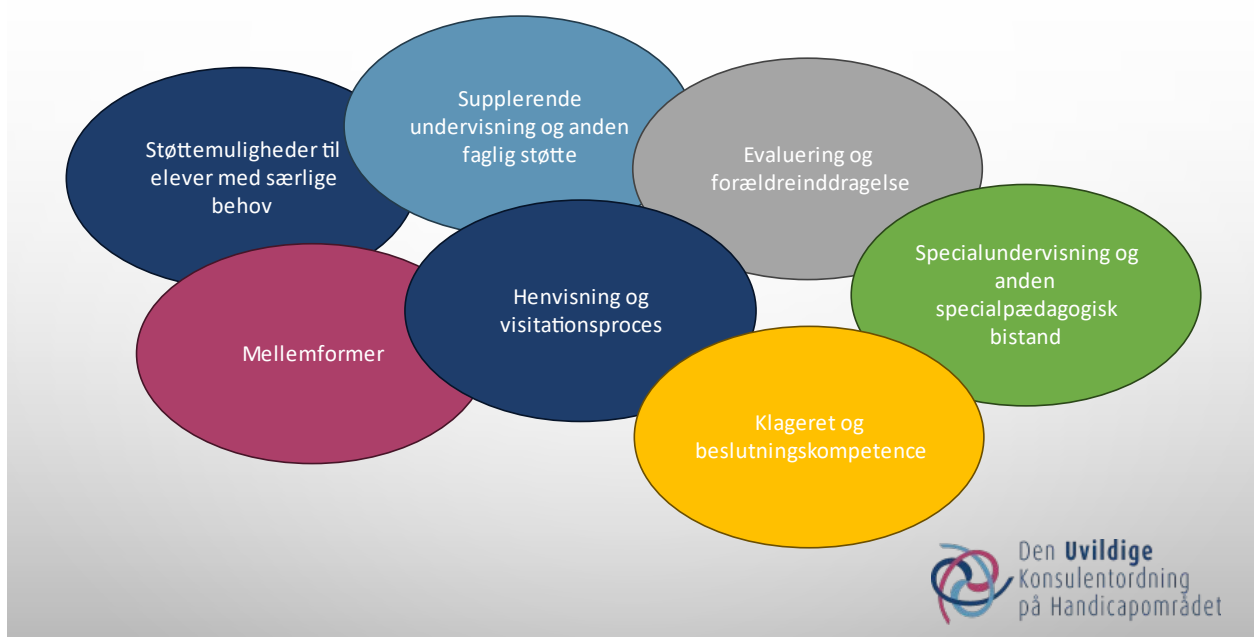 Støttemuligheder til
elever med særlige
behov
Supplerende
undervisning og anden
faglig støtte
Evaluering og
forældreinddragelse
Specialundervisning og
anden
specialpædagogisk
bistand
Mellemformer
Henvisning og
visitationsproces
Klageret og
beslutningskompetence
Den Uvildige
Konsulentordning
på Handicapområdet